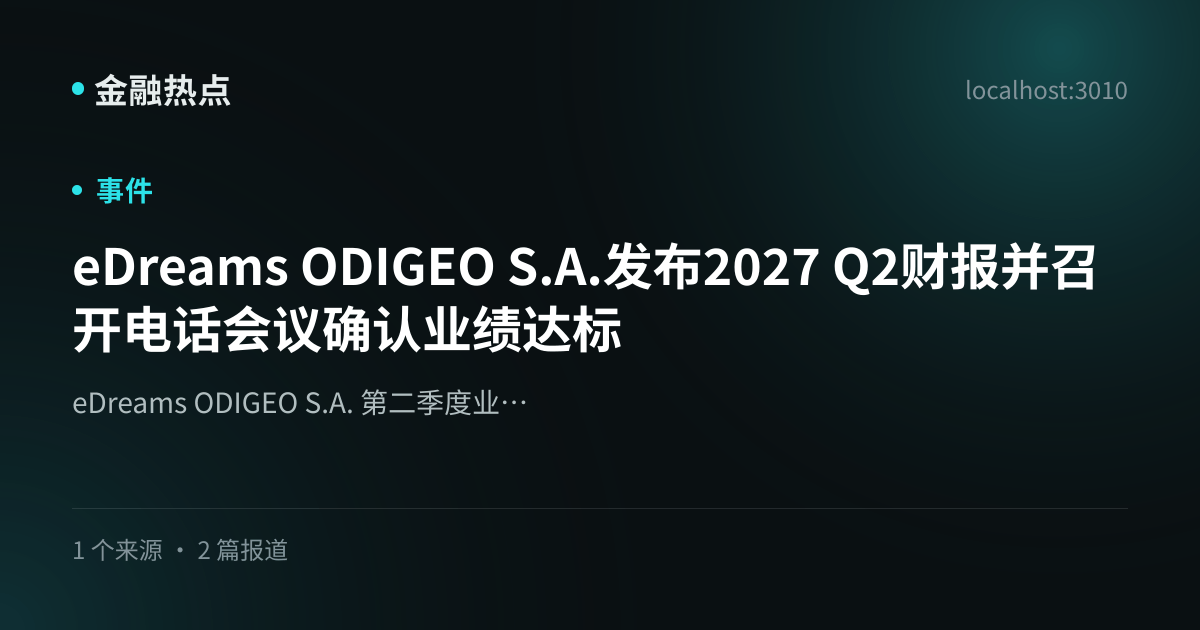 金融热点
localhost:3010
事件
eDreams ODIGEO S.A.发布2027 Q2财报并召
开电话会议确认业绩达标
eDreams ODIGEO S.A. 第二季度业…
1 个来源 · 2 篇报道